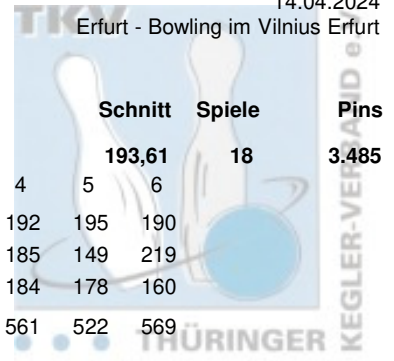 14.04.2024
Erfurt - Bowling im Vilnius Erfurt
TKV
Schnitt Spiele Pins
193,61 18 3.485
4 5 6
192 195 190
185 149 219
184 178 160
561 522 569
THÜRINGER KEGLER-VERBAND e.V.